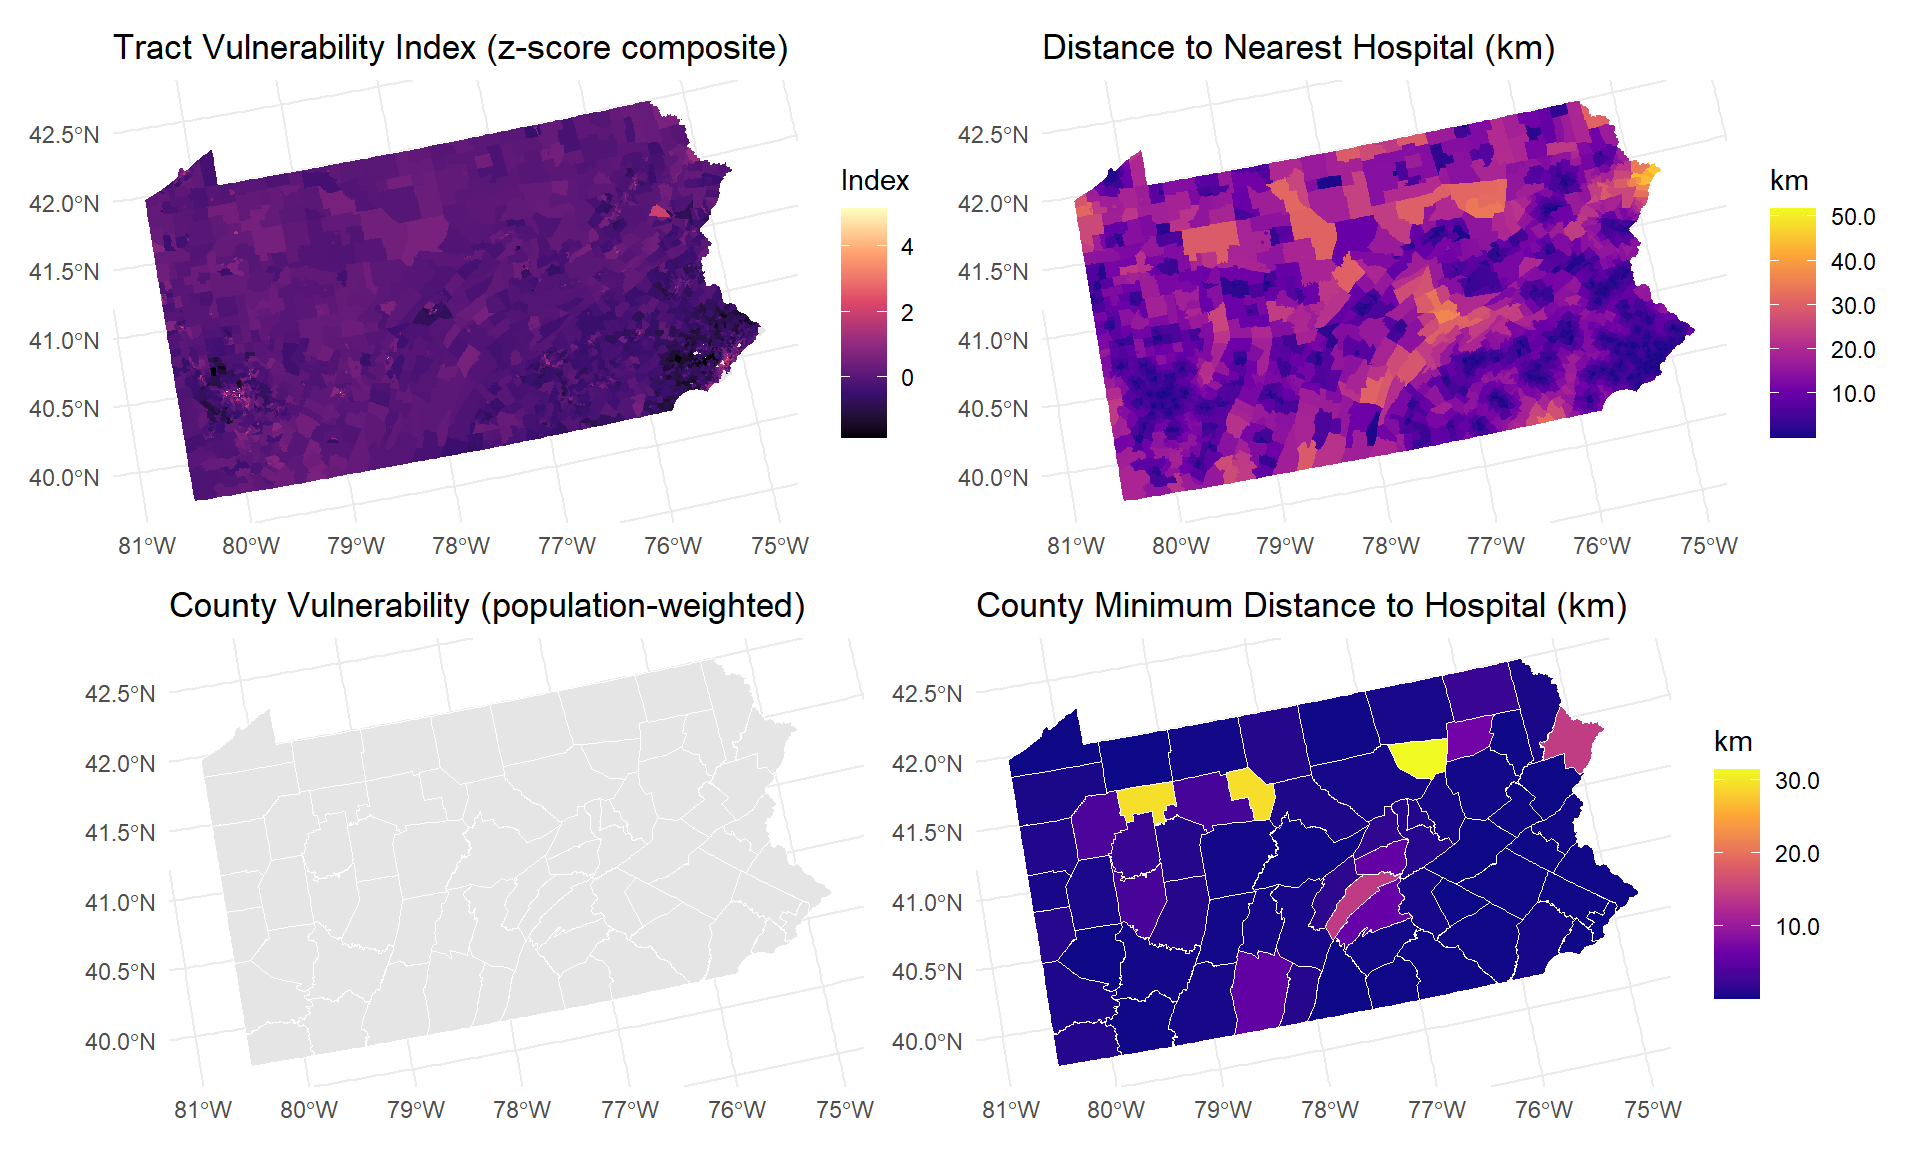 Tract Vulnerability Index (z-score composite)
42.5°N
42.0°N
41.5°N
41.0°N
40.5°N
40.0°N
81°W 80°W 79°W 78°W 77°W 76°W 75°W
Index
4
2
0
Distance to Nearest Hospital (km)
42.5°N
42.0°N
41.5°N
41.0°N
40.5°N
40.0°N
81°W 80°W 79°W 78°W 77°W 76°W 75°W
km
50.0
40.0
30.0
20.0
10.0
County Vulnerability (population-weighted)
42.5°N
42.0°N
41.5°N
41.0°N
40.5°N
40.0°N
81°W 80°W 79°W 78°W 77°W 76°W 75°W
County Minimum Distance to Hospital (km)
42.5°N
42.0°N
41.5°N
41.0°N
40.5°N
40.0°N
81°W 80°W 79°W 78°W 77°W 76°W 75°W
km
30.0
20.0
10.0